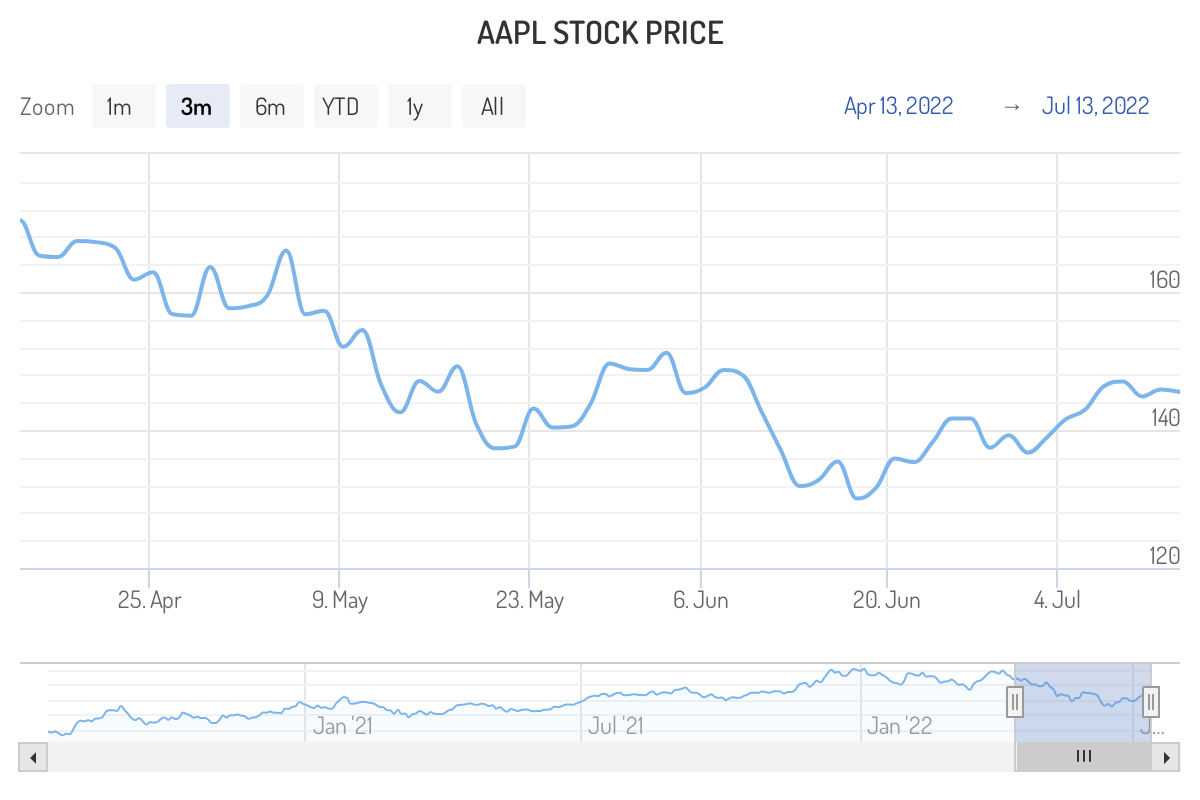 AAPL STOCK PRICE
Zoom 1m 3m 6m YTD 1y All Apr 13, 2022 → Jul 13, 2022
160
140
120
25. Apr 9. May 23. May 6. Jun 20. Jun 4. Jul
Jan '21 Jul '21 Jan '22 J...